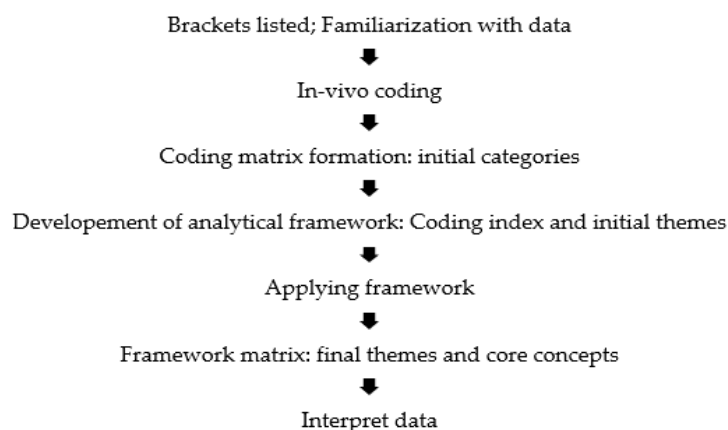 Brackets listed; Familiarization with data
In-vivo coding
Coding matrix formation: initial categories
Developement of analytical framework: Coding index and initial themes
Applying framework
Framework matrix: final themes and core concepts
Interpret data